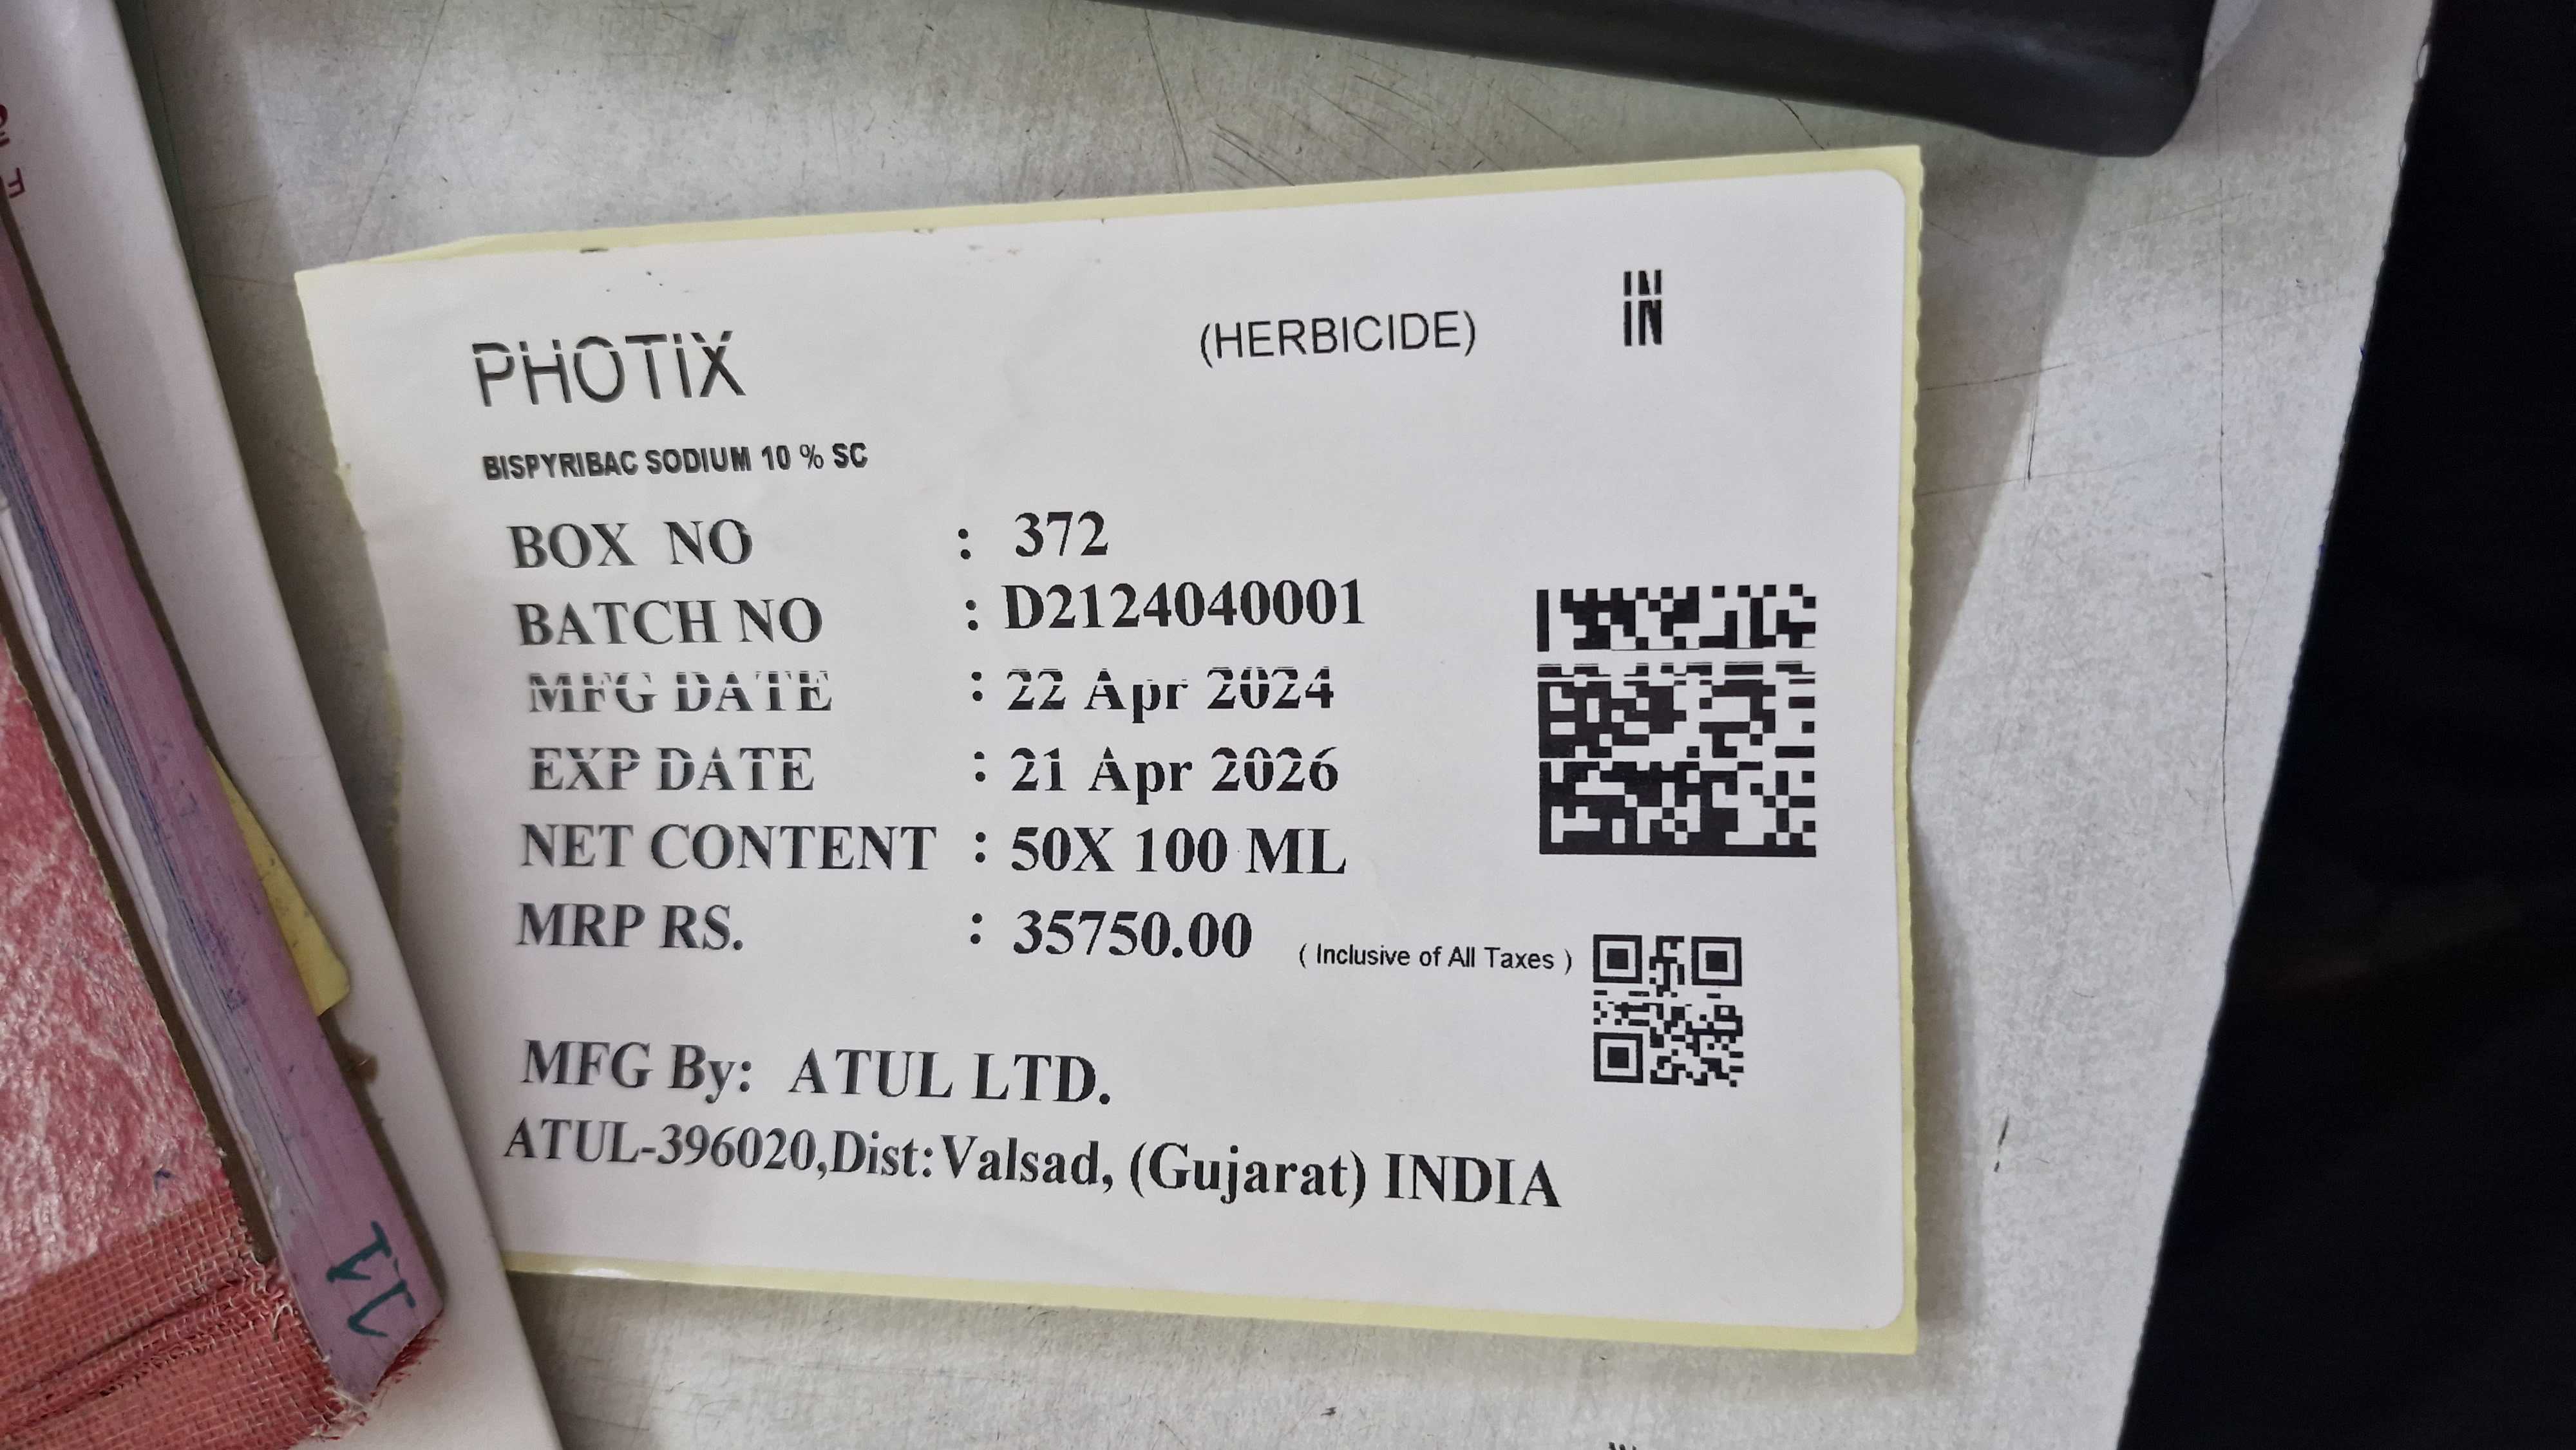 PHOTIX (HERBICIDE) IN
BISPYRIBAC SODIUM 10 % SC
BOX NO : 372
BATCH NO : D2124040001
MFG DATE : 22 Apr 2024
EXP DATE : 21 Apr 2026
NET CONTENT : 50X 100 ML
MRP RS. : 35750.00 ( Inclusive of All Taxes )
MFG By: ATUL LTD.
ATUL-396020,Dist:Valsad, (Gujarat) INDIA